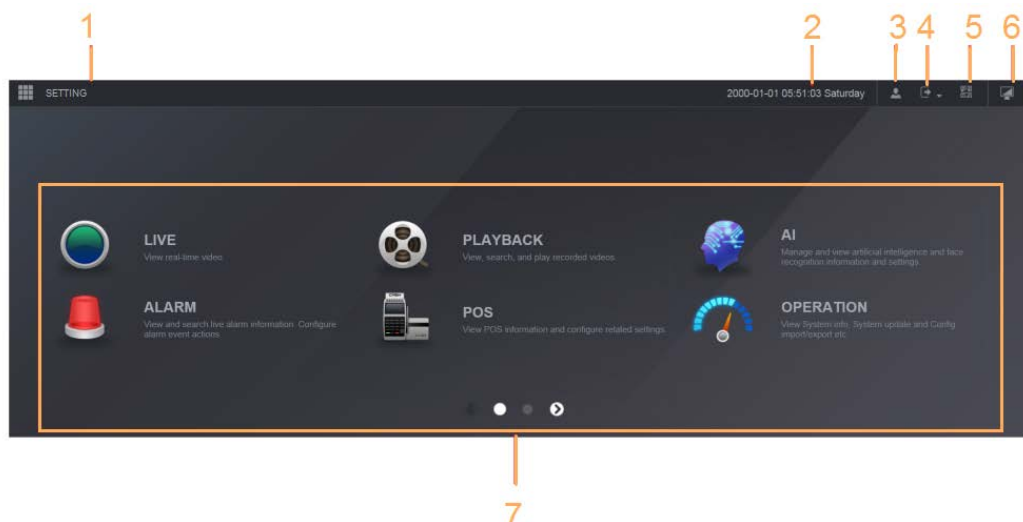 1
2
3
4
5
6
SETTING
2000-01-01 05:51:03 Saturday
LIVE
View real-time video.
PLAYBACK
View, search, and play recorded videos.
AI
Manage and view artificial intelligence and face
recognition information and settings.
ALARM
View and search live alarm information. Configure
alarm event actions.
POS
View POS information and configure related settings.
OPERATION
View System info, System update and Config
import/export etc
7